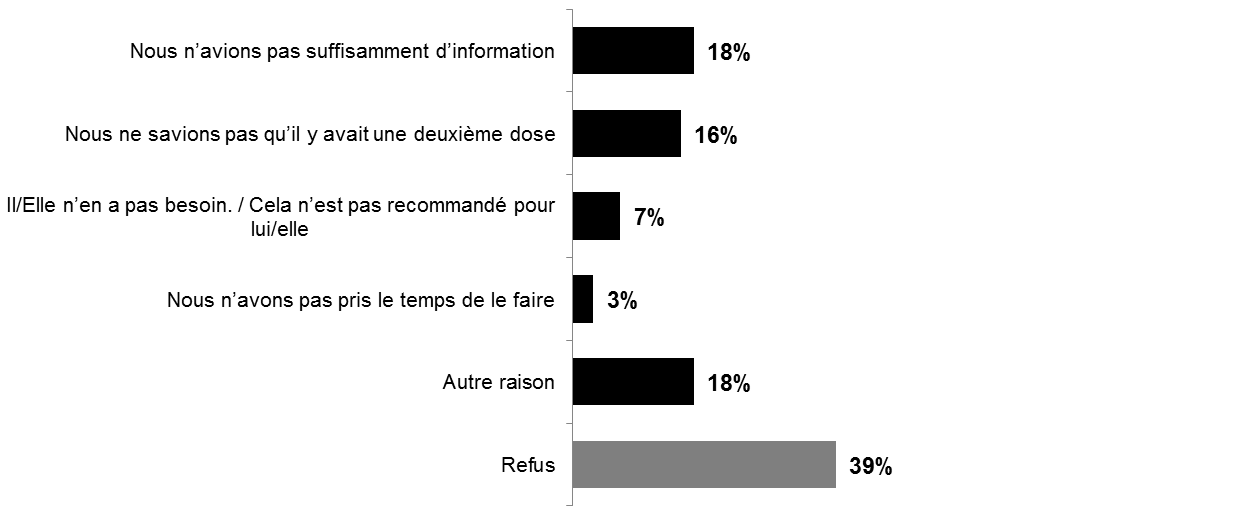 Nous n’avions pas suffisamment d’information 18%
Nous ne savions pas qu’il y avait une deuxième dose 16%
Il/Elle n’en a pas besoin. / Cela n’est pas recommandé pour
lui/elle
7%
Nous n’avons pas pris le temps de le faire 3%
Autre raison 18%
Refus 39%